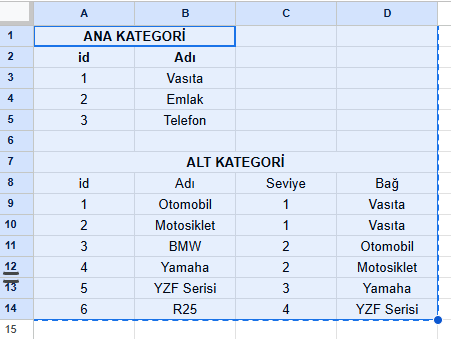 A B C D
1 ANA KATEGORİ
2 id Adı
3 1 Vasıta
4 2 Emlak
5 3 Telefon
6
7 ALT KATEGORİ
8 id Adı Seviye Bağ
9 1 Otomobil 1 Vasıta
10 2 Motosiklet 1 Vasıta
11 3 BMW 2 Otomobil
12 4 Yamaha 2 Motosiklet
13 5 YZF Serisi 3 Yamaha
14 6 R25 4 YZF Serisi
15